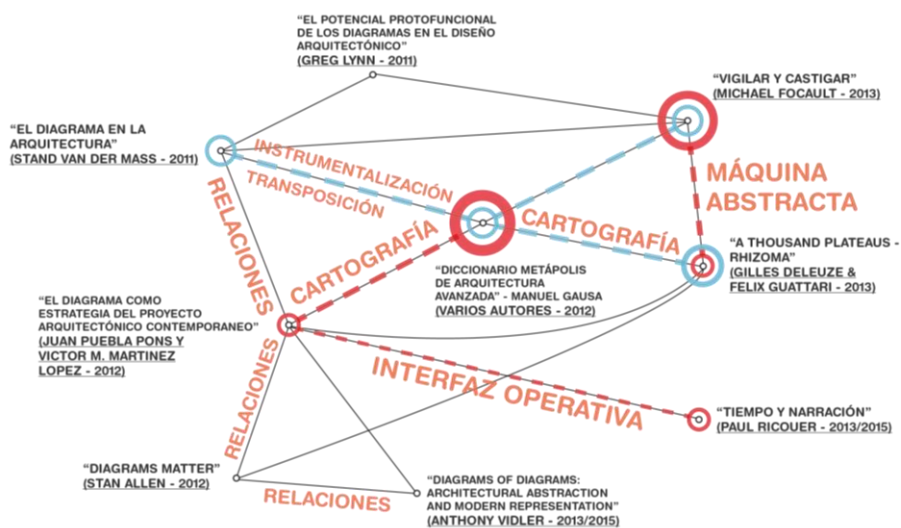 “EL POTENCIAL PROTOFUNCIONAL
DE LOS DIAGRAMAS EN EL DISEÑO
ARQUITECTÓNICO”
(GREG LYNN - 2011)
“VIGILAR Y CASTIGAR”
(MICHAEL FOCAULT - 2013)
“EL DIAGRAMA EN LA
ARQUITECTURA”
(STAND VAN DER MASS - 2011)
INSTRUMENTALIZACIÓN
TRANSPOSICIÓN
MÁQUINA
ABSTRACTA
RELACIONES
CARTOGRAFÍA
CARTOGRAFÍA
“A THOUSAND PLATEAUS -
RHIZOMA”
(GILLES DELEUZE &
FELIX GUATTARI - 2013)
“DICCIONARIO METÁPOLIS
DE ARQUITECTURA
AVANZADA” - MANUEL GAUSA
(VARIOS AUTORES - 2012)
“EL DIAGRAMA COMO
ESTRATEGIA DEL PROYECTO
ARQUITECTÓNICO CONTEMPORANEO”
(JUAN PUEBLA PONS Y
VICTOR M. MARTINEZ
LOPEZ - 2012)
RELACIONES
INTERFAZ OPERATIVA
“TIEMPO Y NARRACIÓN”
(PAUL RICOUER - 2013/2015)
“DIAGRAMS MATTER”
(STAN ALLEN - 2012)
RELACIONES
“DIAGRAMS OF DIAGRAMS:
ARCHITECTURAL ABSTRACTION
AND MODERN REPRESENTATION”
(ANTHONY VIDLER - 2013/2015)